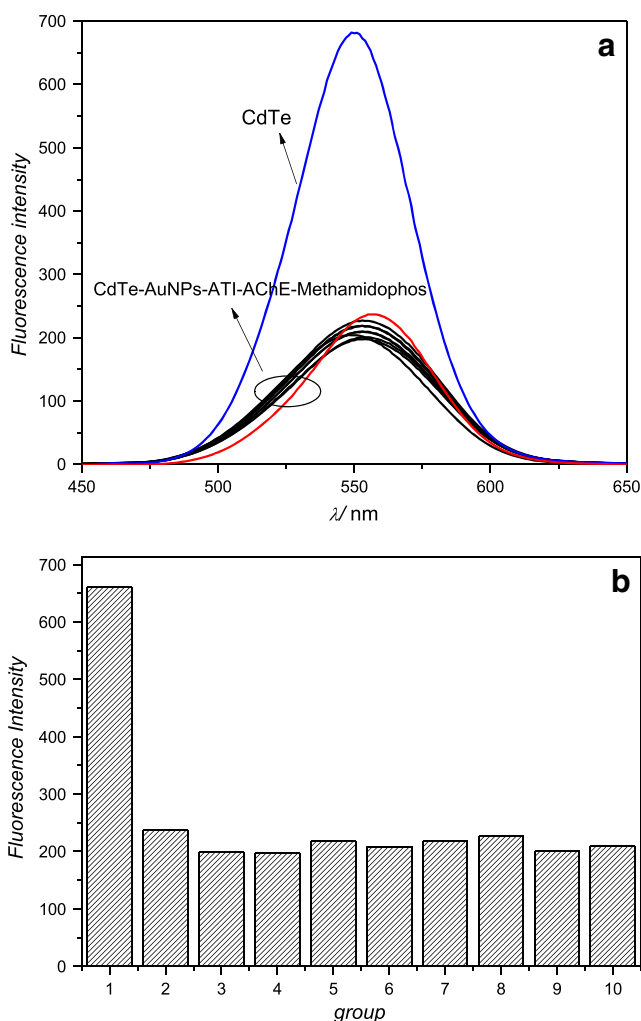 a
700
600
500
400
300
200
100
0
Fluorescence intensity
CdTe
CdTe-AuNPs-ATI-AChE-Methamidophos
450 500 550 600 650
λ/ nm
b
700
600
500
400
300
200
100
0
Fluorescence Intensity
1 2 3 4 5 6 7 8 9 10
group